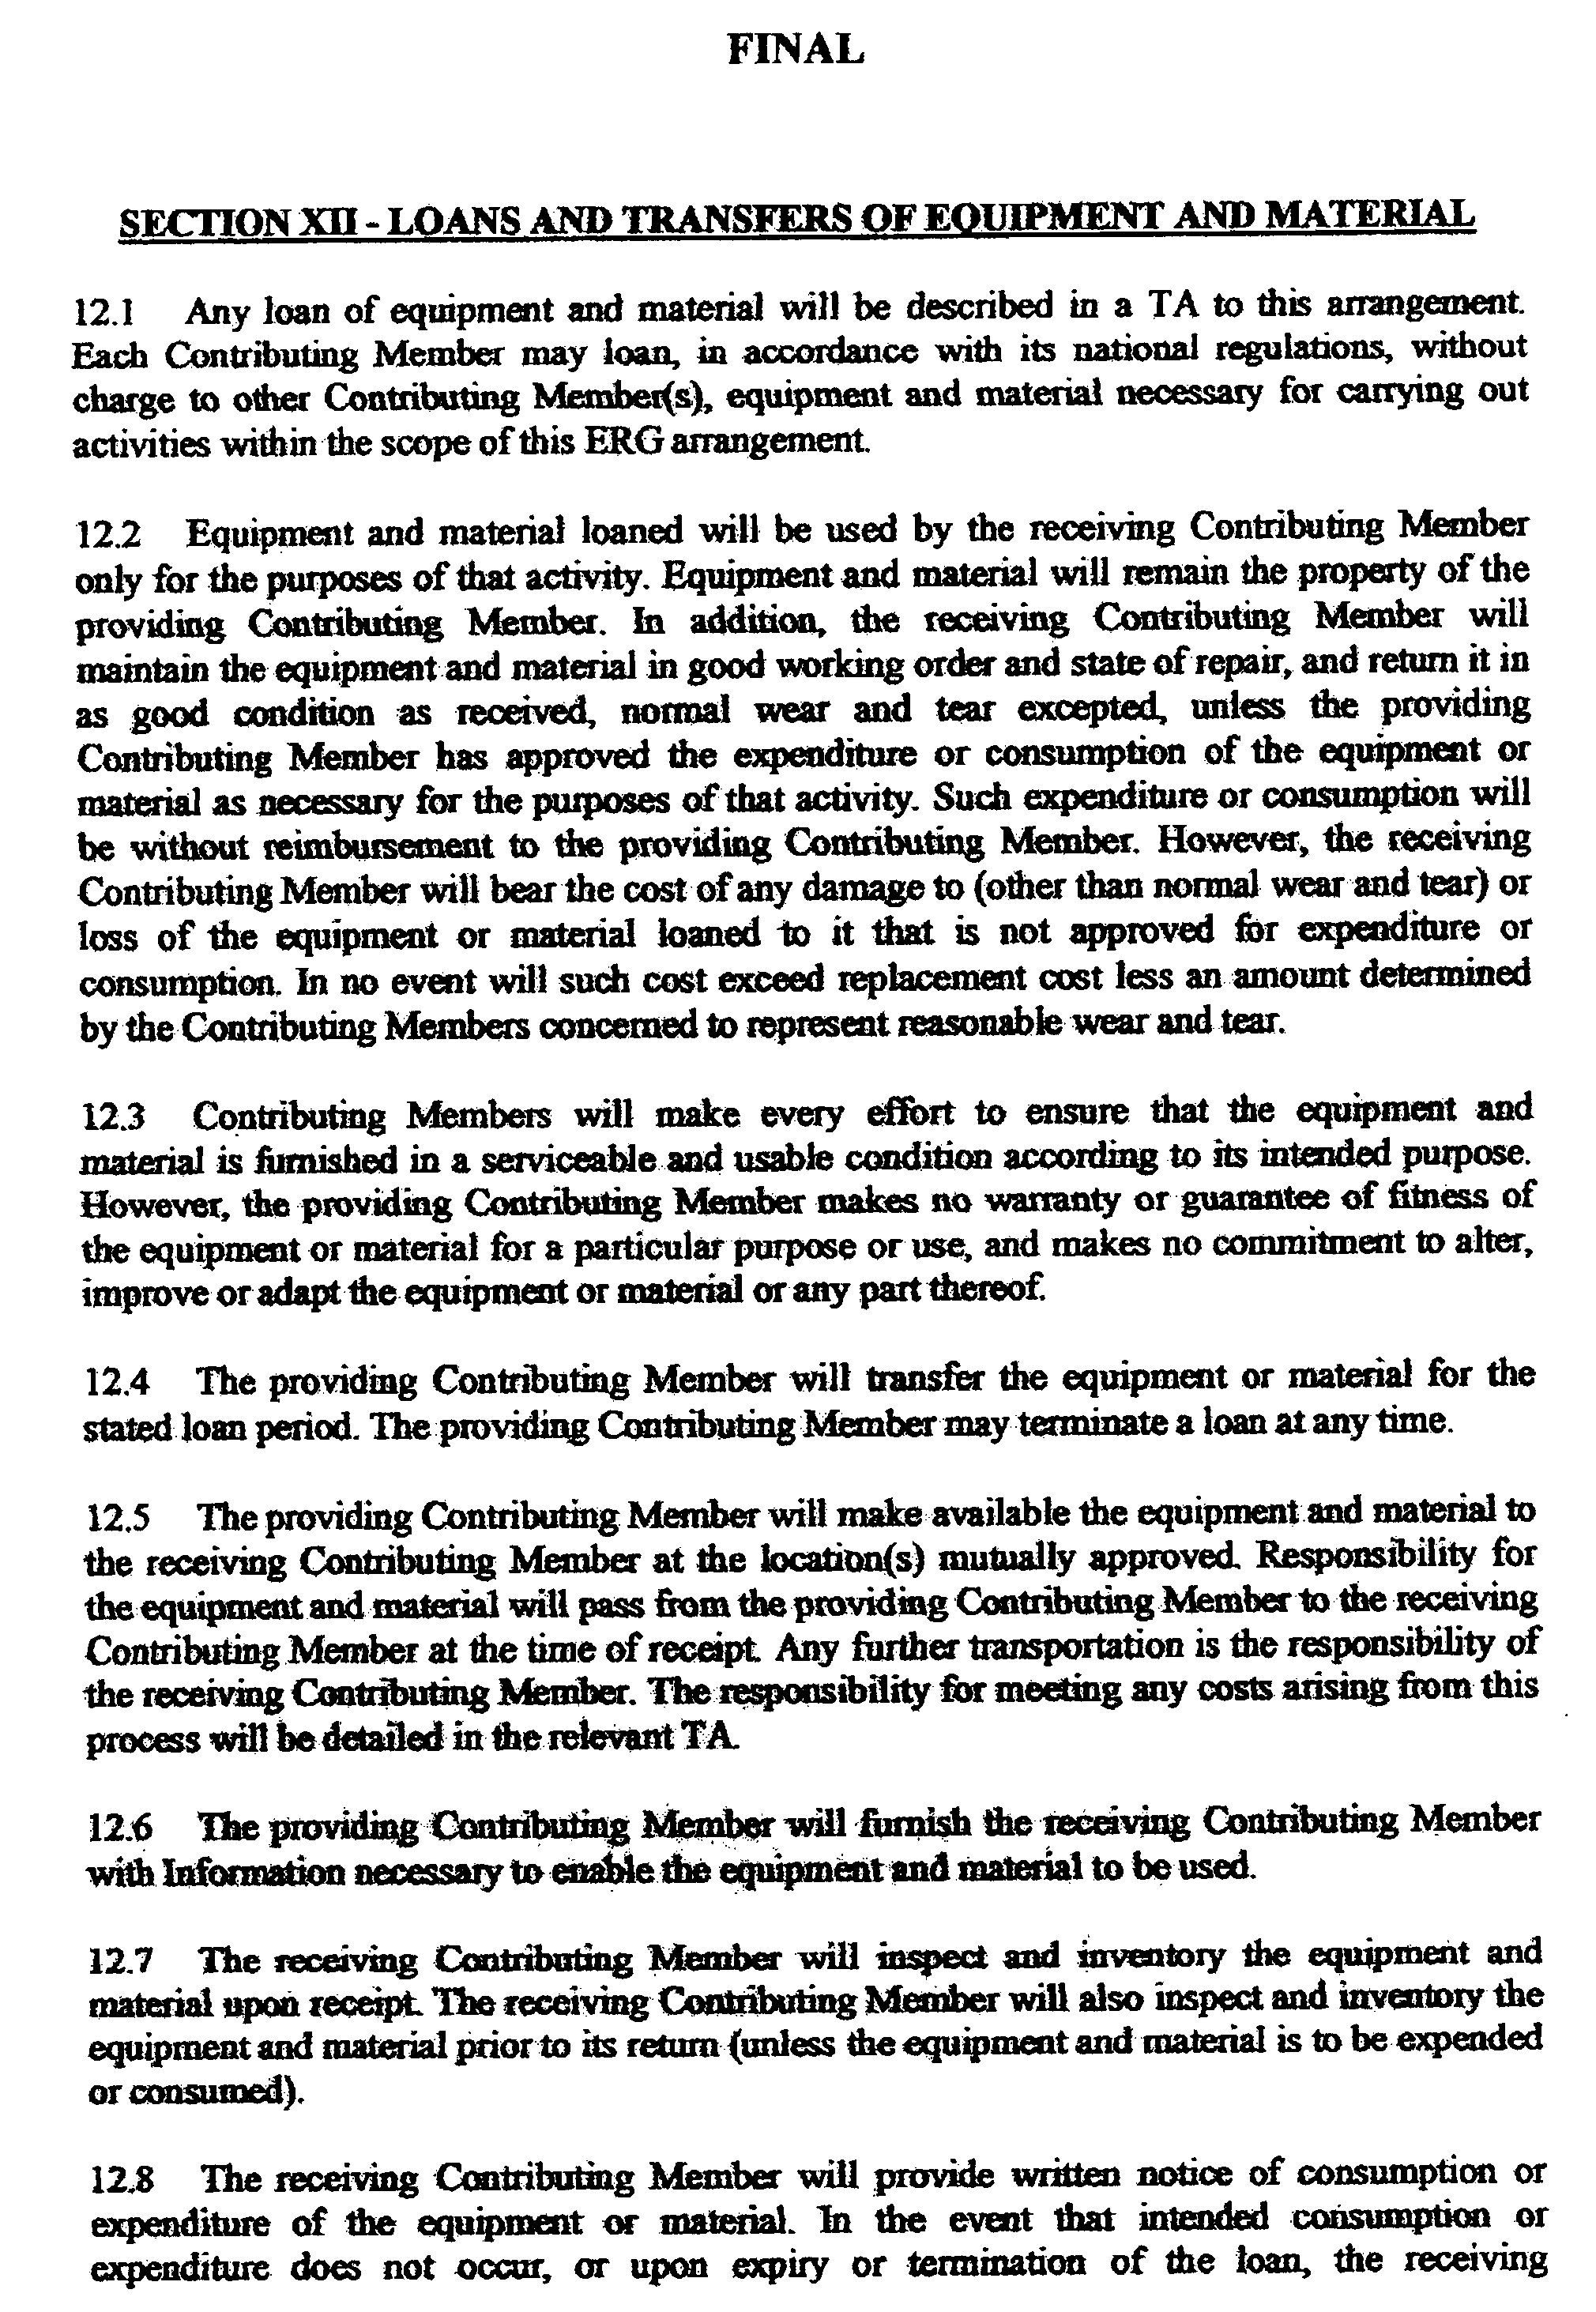 FINAL
SECTION XII - LOANS AND TRANSFERS OF EQUIPMENT AND MATERIAL
12.1 Any loan of equipment and material will be described in a TA to this arrangement.
Each Contributing Member may loan, in accordance with its national regulations, without
charge to other Contributing Member(s), equipment and material necessary for carrying out
activities within the scope of this ERG arrangement.
12.2 Equipment and material loaned will be used by the receiving Contributing Member
only for the purposes of that activity. Equipment and material will remain the property of the
providing Contributing Member. In addition, the receiving Contributing Member will
maintain the equipment and material in good working order and state of repair, and return it in
as good condition as received, normal wear and tear excepted, unless the providing
Contributing Member has approved the expenditure or consumption of the equipment or
material as necessary for the purposes of that activity. Such expenditure or consumption will
be without reimbursement to the providing Contributing Member. However, the receiving
Contributing Member will bear the cost of any damage to (other than normal wear and tear) or
loss of the equipment or material loaned to it that is not approved for expenditure or
consumption. In no event will such cost exceed replacement cost less an amount determined
by the Contributing Members concerned to represent reasonable wear and tear.
12.3 Contributing Members will make every effort to ensure that the equipment and
material is furnished in a serviceable and usable condition according to its intended purpose.
However, the providing Contributing Member makes no warranty or guarantee of fitness of
the equipment or material for a particular purpose or use, and makes no commitment to alter,
improve or adapt the equipment or material or any part thereof.
12.4 The providing Contributing Member will transfer the equipment or material for the
stated loan period. The providing Contributing Member may terminate a loan at any time.
12.5 The providing Contributing Member will make available the equipment and material to
the receiving Contributing Member at the location(s) mutually approved. Responsibility for
the equipment and material will pass from the providing Contributing Member to the receiving
Contributing Member at the time of receipt. Any further transportation is the responsibility of
the receiving Contributing Member. The responsibility for meeting any costs arising from this
process will be detailed in the relevant TA.
12.6 The providing Contributing Member will furnish the receiving Contributing Member
with Information necessary to enable the equipment and material to be used.
12.7 The receiving Contributing Member will inspect and inventory the equipment and
material upon receipt. The receiving Contributing Member will also inspect and inventory the
equipment and material prior to its return (unless the equipment and material is to be expended
or consumed).
12.8 The receiving Contributing Member will provide written notice of consumption or
expenditure of the equipment or material. In the event that intended consumption or
expenditure does not occur, or upon expiry or termination of the loan, the receiving